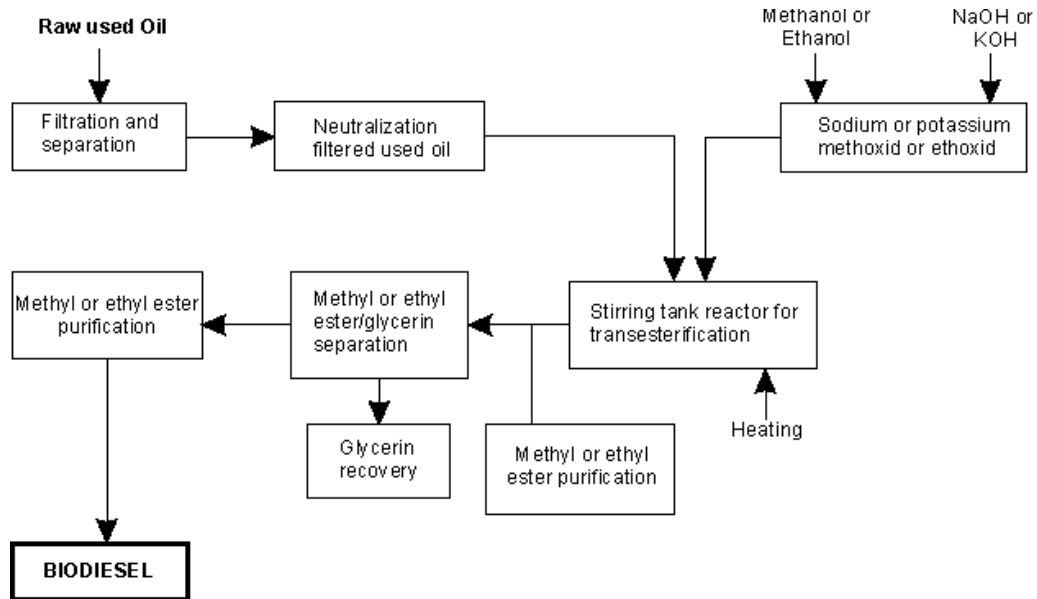 Raw used Oil
Methanol or
Ethanol
NaOH or
KOH
Filtration and
separation
Neutralization
filtered used oil
Sodium or potassium
methoxid or ethoxid
Methyl or ethyl ester
purification
Methyl or ethyl
ester/glycerin
separation
Stirring tank reactor for
transesterification
Glycerin
recovery
Methyl or ethyl
ester purification
Heating
BIODIESEL